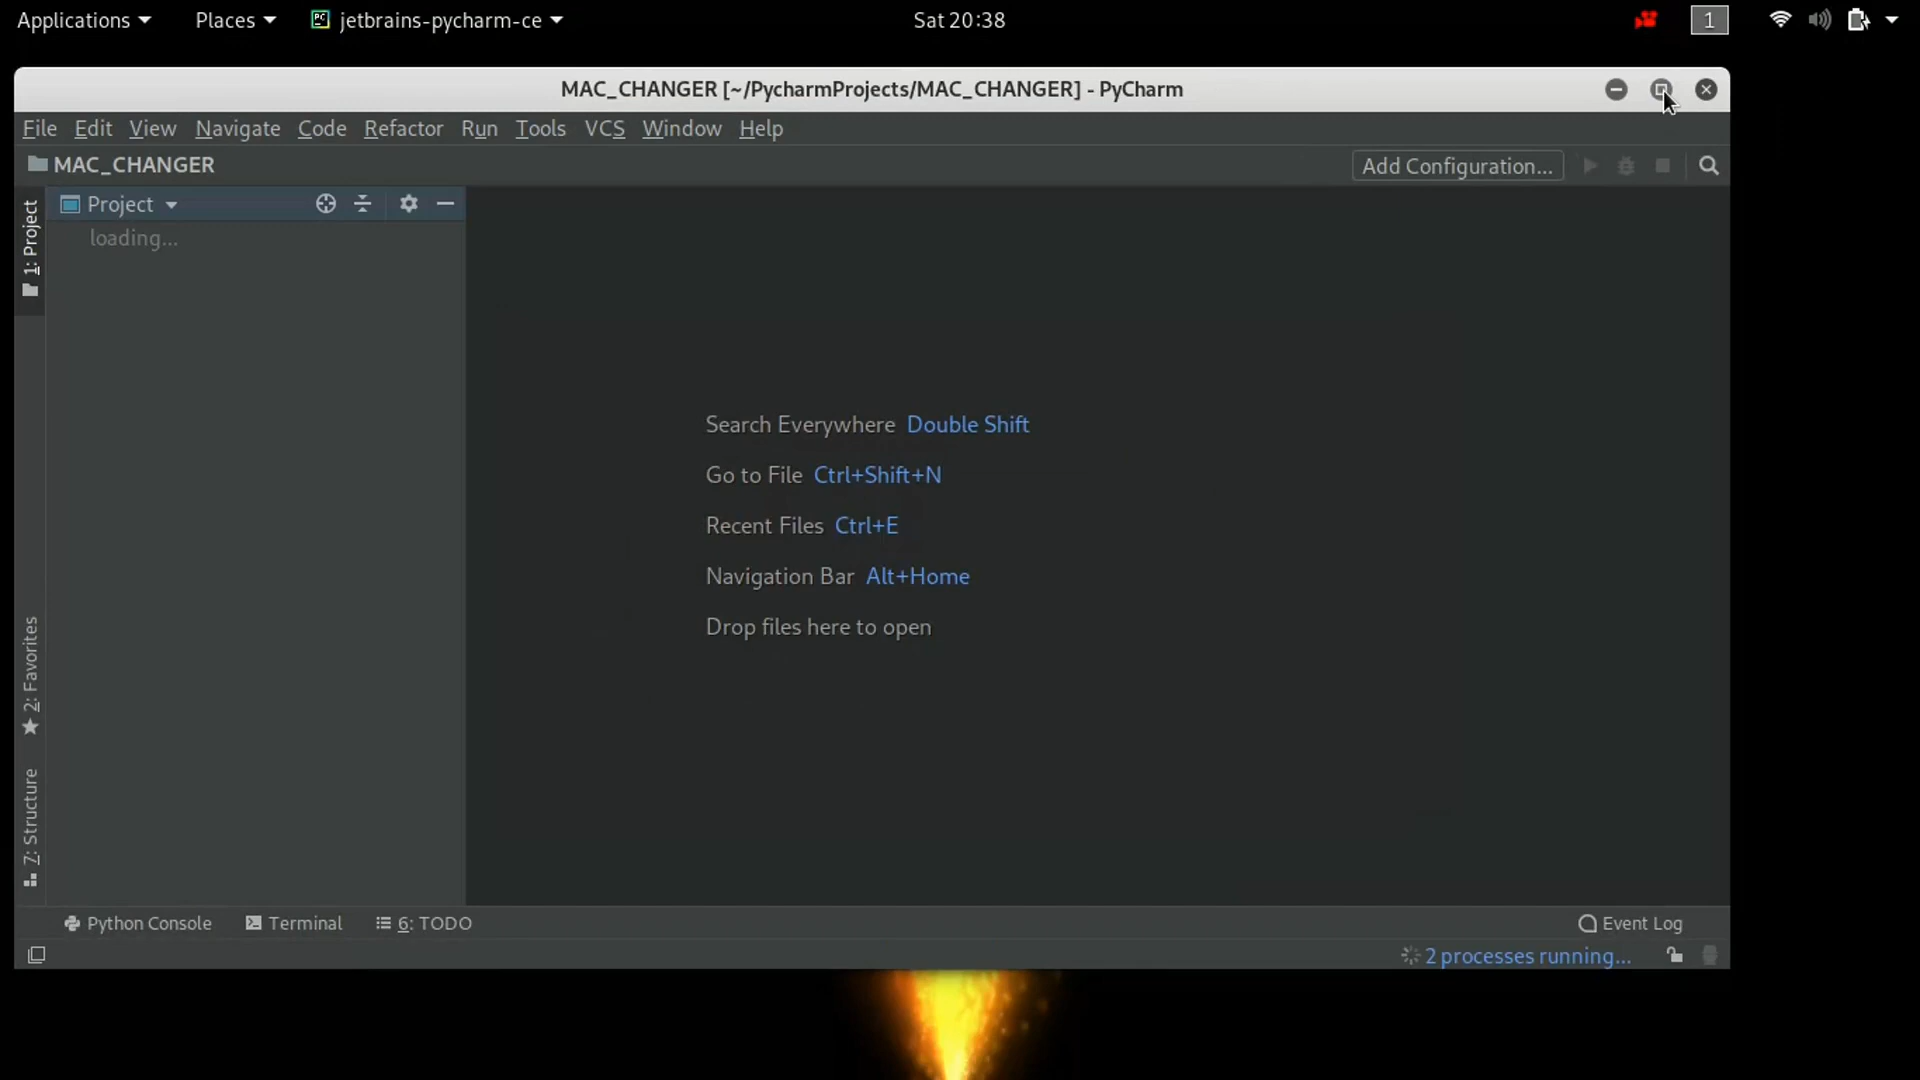 Applications Places jetbrains-pycharm-ce Sat 20:38 1
MAC_CHANGER [~/PycharmProjects/MAC_CHANGER] - PyCharm
File Edit View Navigate Code Refactor Run Tools VCS Window Help
MAC_CHANGER Add Configuration...
Project
loading...
1: Project
2: Favorites
7: Structure
Search Everywhere Double Shift
Go to File Ctrl+Shift+N
Recent Files Ctrl+E
Navigation Bar Alt+Home
Drop files here to open
Python Console Terminal 6: TODO Event Log
2 processes running...